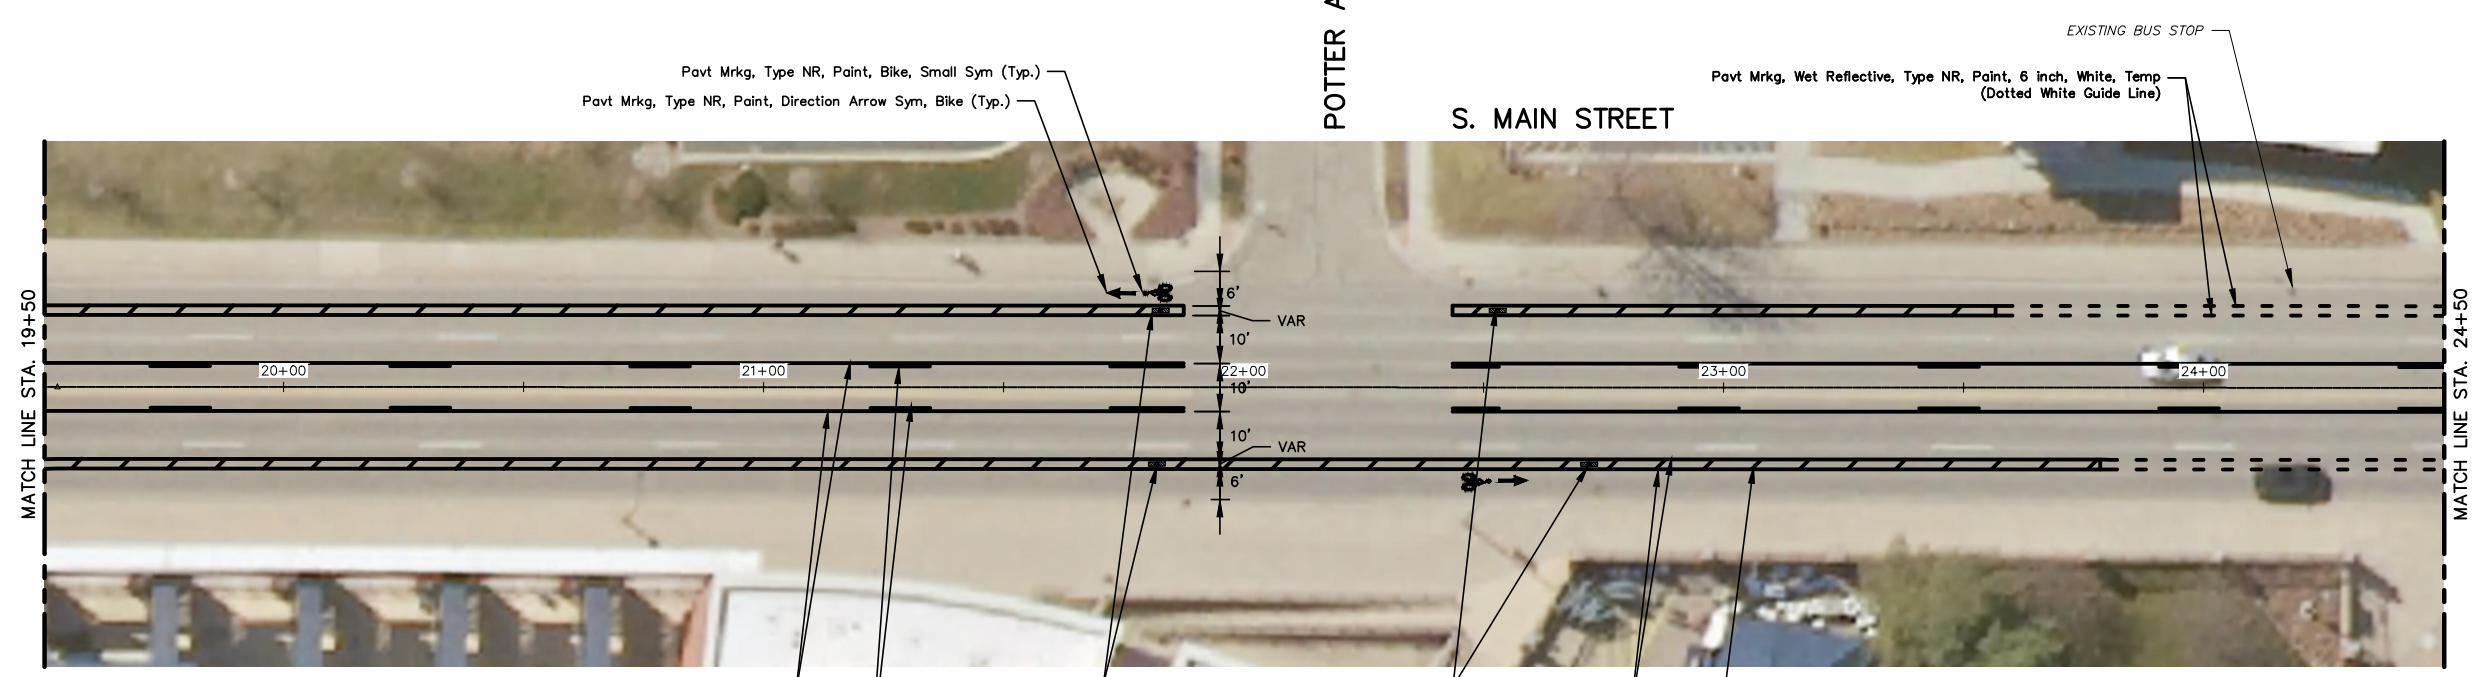 EXISTING BUS STOP
Pavt Mrkg, Type NR, Paint, Bike, Small Sym (Typ.)
Pavt Mrkg, Type NR, Paint, Direction Arrow Sym, Bike (Typ.)
Pavt Mrkg, Wet Reflective, Type NR, Paint, 6 inch, White, Temp
(Dotted White Guide Line)
POTTER A
S. MAIN STREET
MATCH LINE STA. 19+50
6'
VAR
10'
20+00
21+00
22+00
23+00
24+00
10'
10'
VAR
6'
MATCH LINE STA. 24+50